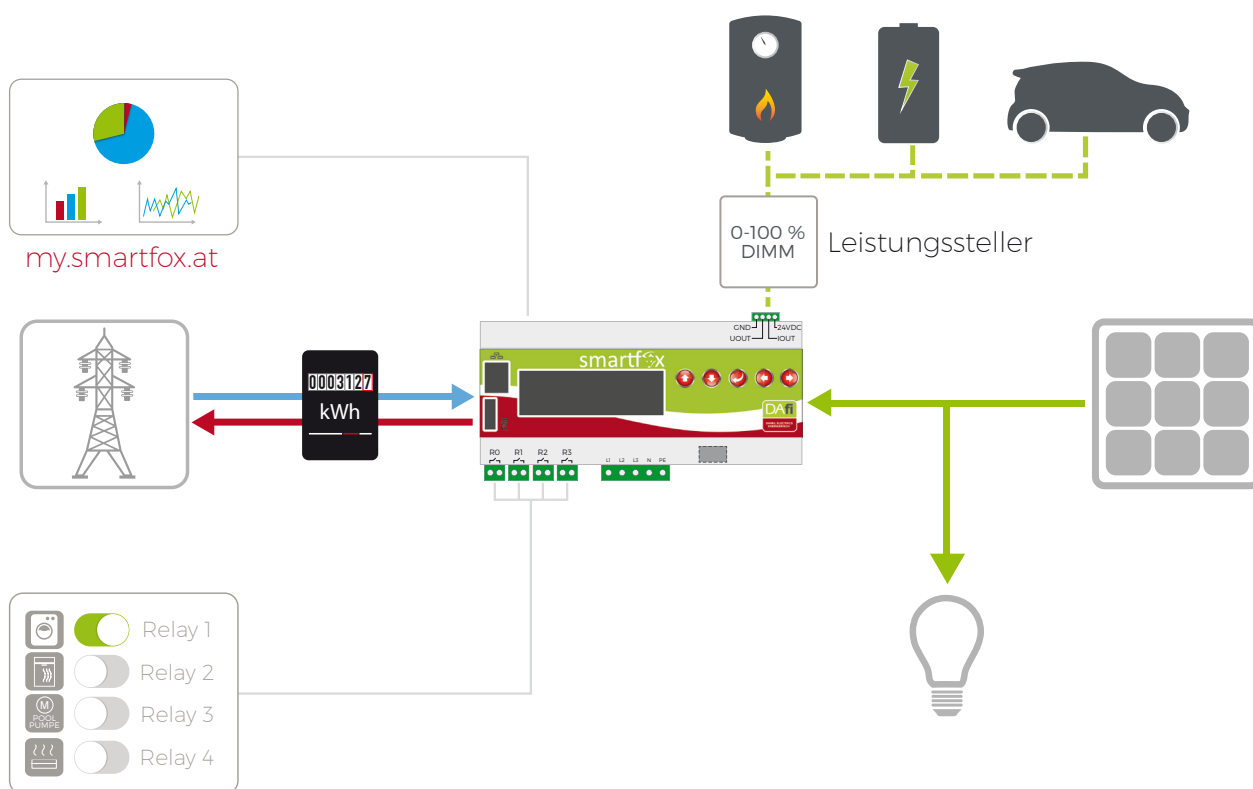 my.smartfox.at
0-100 %
DIMM
Leistungssteller
GND
24VDC
UOUT
IOUT
smartfox
DAfi
0003127
kWh
R0 R1 R2 R3
L1 L2 L3 N PE
Relay 1
Relay 2
M
POOL
PUMPE
Relay 3
Relay 4